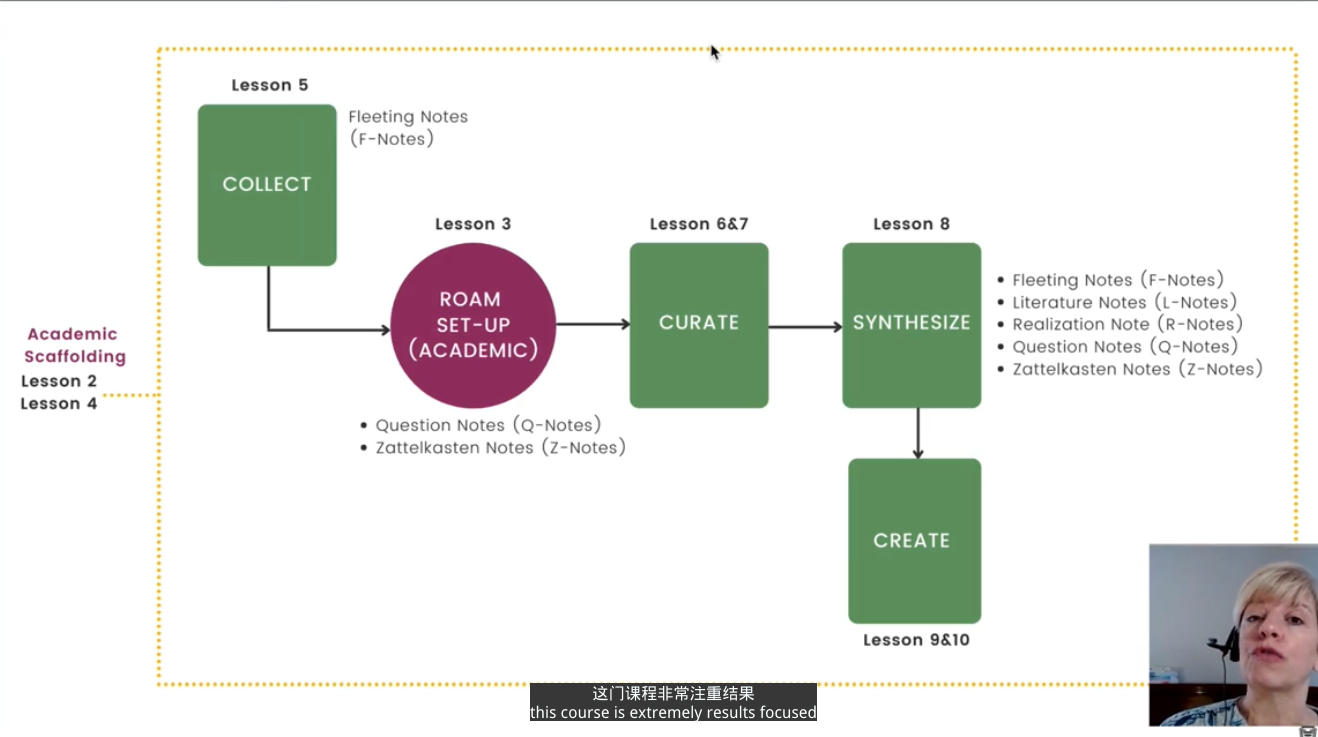 Lesson 5
COLLECT
Fleeting Notes
(F-Notes)
Lesson 3
ROAM
SET-UP
(ACADEMIC)
• Question Notes (Q-Notes)
• Zattelkasten Notes (Z-Notes)
Lesson 6&7
CURATE
Lesson 8
SYNTHESIZE
• Fleeting Notes (F-Notes)
• Literature Notes (L-Notes)
• Realization Note (R-Notes)
• Question Notes (Q-Notes)
• Zattelkasten Notes (Z-Notes)
Academic
Scaffolding
Lesson 2
Lesson 4
CREATE
Lesson 9&10
这门课程非常注重结果
this course is extremely results focused